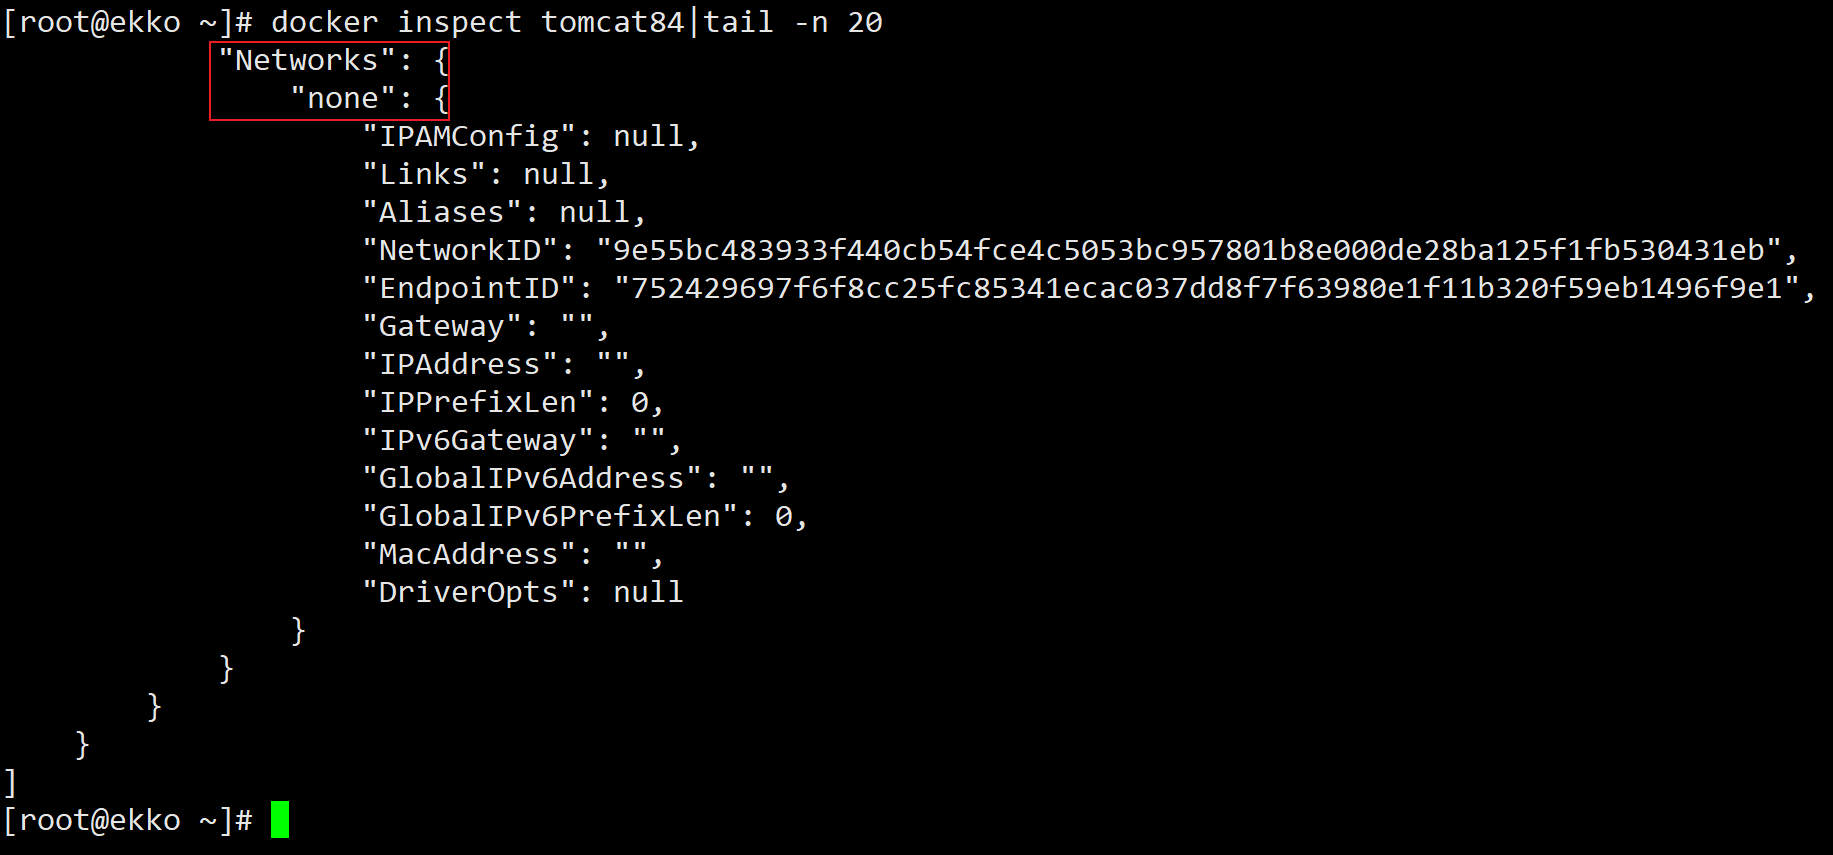 [root@ekko ~]# docker inspect tomcat84|tail -n 20
            "Networks": {
                "none": {
                    "IPAMConfig": null,
                    "Links": null,
                    "Aliases": null,
                    "NetworkID": "9e55bc483933f440cb54fce4c5053bc957801b8e000de28ba125f1fb530431eb",
                    "EndpointID": "752429697f6f8cc25fc85341ecac037dd8f7f63980e1f11b320f59eb1496f9e1",
                    "Gateway": "",
                    "IPAddress": "",
                    "IPPrefixLen": 0,
                    "IPv6Gateway": "",
                    "GlobalIPv6Address": "",
                    "GlobalIPv6PrefixLen": 0,
                    "MacAddress": "",
                    "DriverOpts": null
                }
            }
        }
    }
]
[root@ekko ~]#